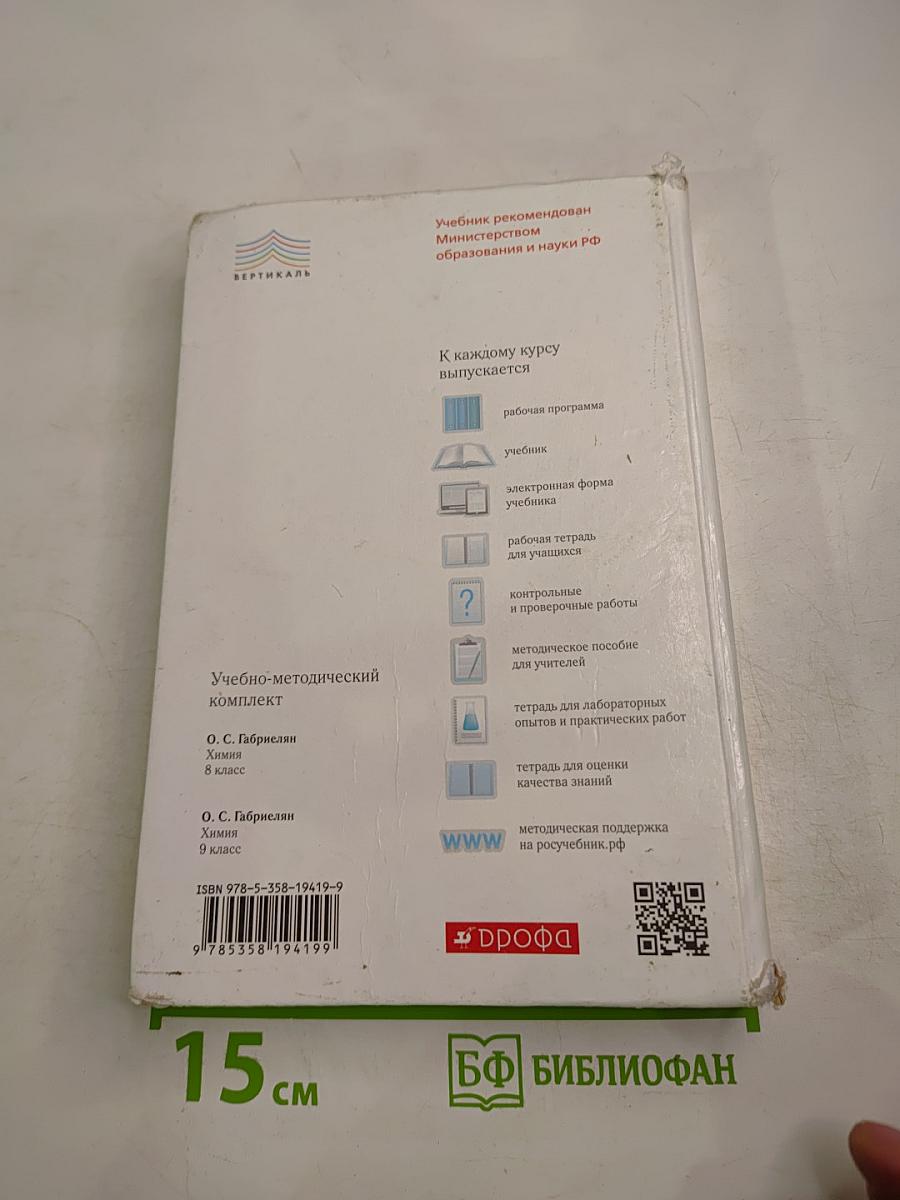 ВЕРТИКАЛЬ
Учебник рекомендован
Министерством
образования и науки РФ
К каждому курсу
выпускается
рабочая программа
учебник
электронная форма
учебника
рабочая тетрадь
для учащихся
?
контрольные
и проверочные работы
методическое пособие
для учителей
тетрадь для лабораторных
опытов и практических работ
тетрадь для оценки
качества знаний
www
методическая поддержка
на росучебник.рф
Учебно-методический
комплект
О. С. Габриелян
Химия
8 класс
О. С. Габриелян
Химия
9 класс
ISBN 978-5-358-19419-9
9 785358 194199
дрофа
15 см
БФ БИБЛИОФАН